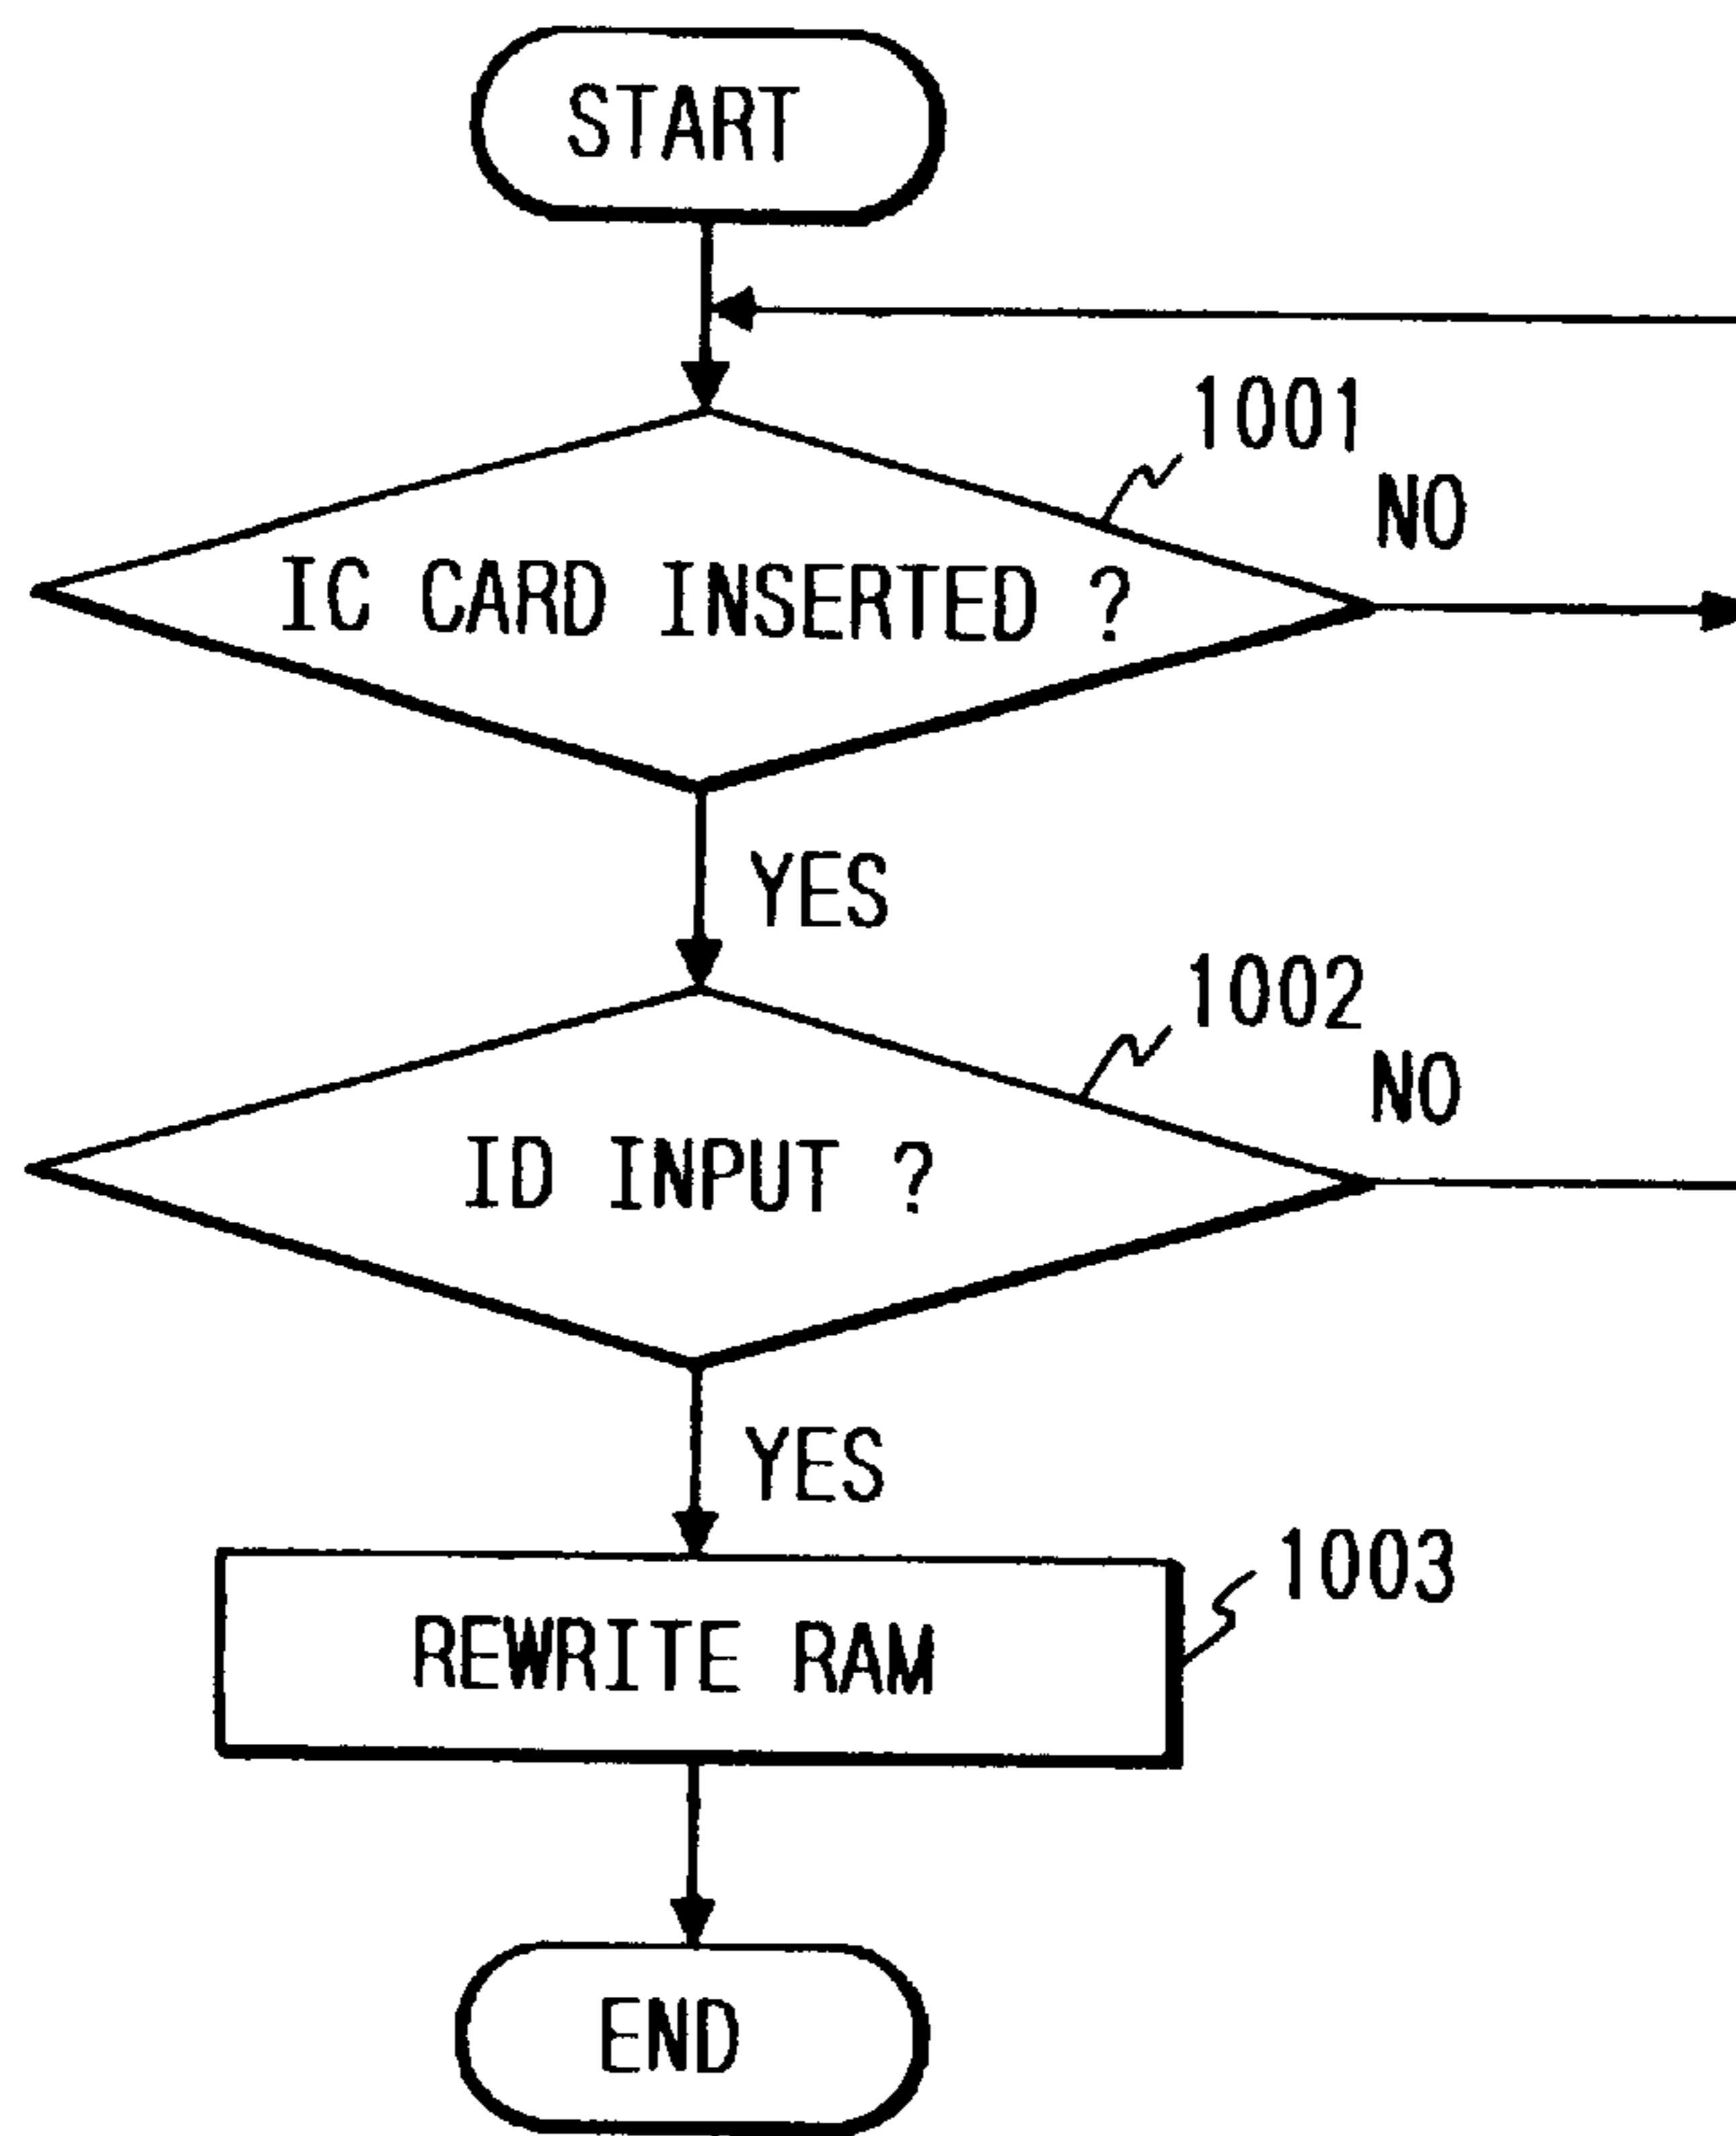 START
1001
NO
IC CARD INSERTED ?
YES
1002
NO
ID INPUT ?
YES
1003
REWRITE RAM
END